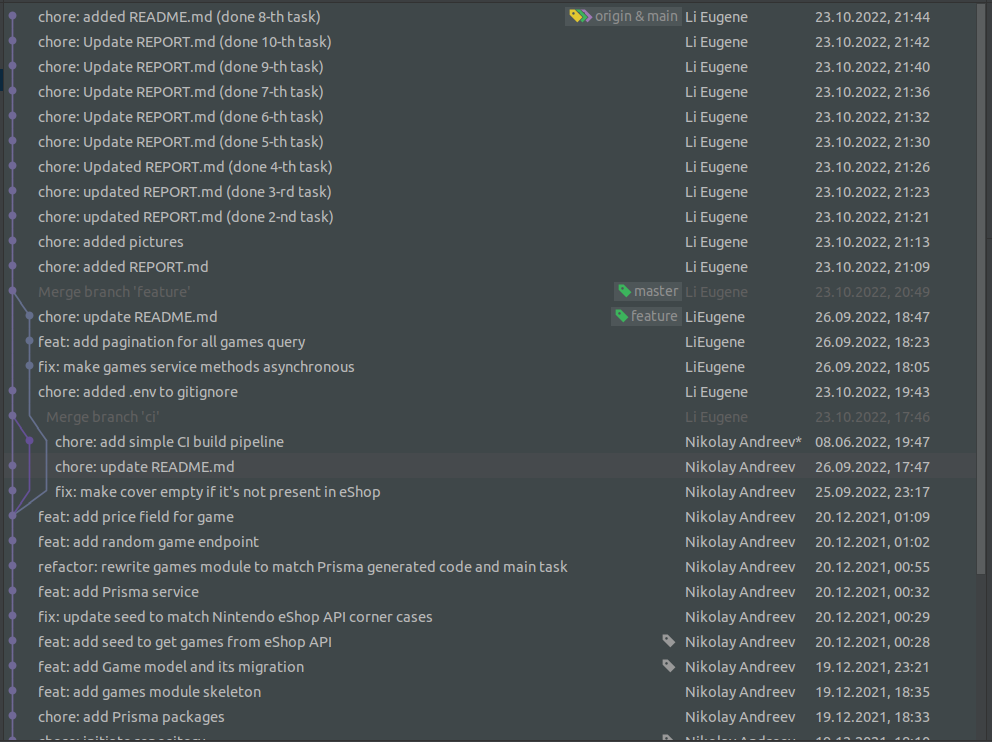 chore: added README.md (done 8-th task) origin & main Li Eugene 23.10.2022, 21:44
chore: Update REPORT.md (done 10-th task) Li Eugene 23.10.2022, 21:42
chore: Update REPORT.md (done 9-th task) Li Eugene 23.10.2022, 21:40
chore: Update REPORT.md (done 7-th task) Li Eugene 23.10.2022, 21:36
chore: Update REPORT.md (done 6-th task) Li Eugene 23.10.2022, 21:32
chore: Update REPORT.md (done 5-th task) Li Eugene 23.10.2022, 21:30
chore: Updated REPORT.md (done 4-th task) Li Eugene 23.10.2022, 21:26
chore: updated REPORT.md (done 3-rd task) Li Eugene 23.10.2022, 21:23
chore: updated REPORT.md (done 2-nd task) Li Eugene 23.10.2022, 21:21
chore: added pictures Li Eugene 23.10.2022, 21:13
chore: added REPORT.md Li Eugene 23.10.2022, 21:09
Merge branch 'feature' master Li Eugene 23.10.2022, 20:49
chore: update README.md feature LiEugene 26.09.2022, 18:47
feat: add pagination for all games query LiEugene 26.09.2022, 18:23
fix: make games service methods asynchronous LiEugene 26.09.2022, 18:05
chore: added .env to gitignore Li Eugene 23.10.2022, 19:43
Merge branch 'ci' Li Eugene 23.10.2022, 17:46
chore: add simple CI build pipeline Nikolay Andreev* 08.06.2022, 19:47
chore: update README.md Nikolay Andreev 26.09.2022, 17:47
fix: make cover empty if it's not present in eShop Nikolay Andreev 25.09.2022, 23:17
feat: add price field for game Nikolay Andreev 20.12.2021, 01:09
feat: add random game endpoint Nikolay Andreev 20.12.2021, 01:02
refactor: rewrite games module to match Prisma generated code and main task Nikolay Andreev 20.12.2021, 00:55
feat: add Prisma service Nikolay Andreev 20.12.2021, 00:32
fix: update seed to match Nintendo eShop API corner cases Nikolay Andreev 20.12.2021, 00:29
feat: add seed to get games from eShop API Nikolay Andreev 20.12.2021, 00:28
feat: add Game model and its migration Nikolay Andreev 19.12.2021, 23:21
feat: add games module skeleton Nikolay Andreev 19.12.2021, 18:35
chore: add Prisma packages Nikolay Andreev 19.12.2021, 18:33